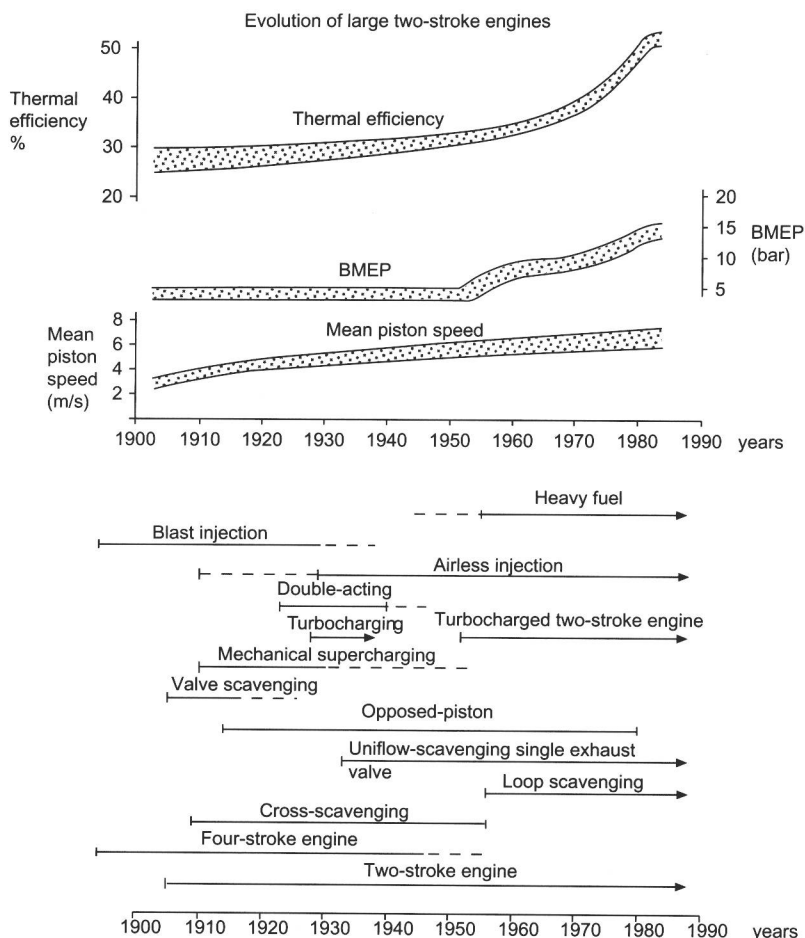 Evolution of large two-stroke engines
50
40
30
20
Thermal
efficiency
%
Thermal efficiency
20
15
10
5
BMEP
(bar)
BMEP
8
6
4
2
Mean
piston
speed
(m/s)
Mean piston speed
1900 1910 1920 1930 1940 1950 1960 1970 1980 1990 years
Heavy fuel
Blast injection
Airless injection
Double-acting
Turbocharging
Turbocharged two-stroke engine
Mechanical supercharging
Valve scavenging
Opposed-piston
Uniflow-scavenging single exhaust
valve
Loop scavenging
Cross-scavenging
Four-stroke engine
Two-stroke engine
1900 1910 1920 1930 1940 1950 1960 1970 1980 1990 years